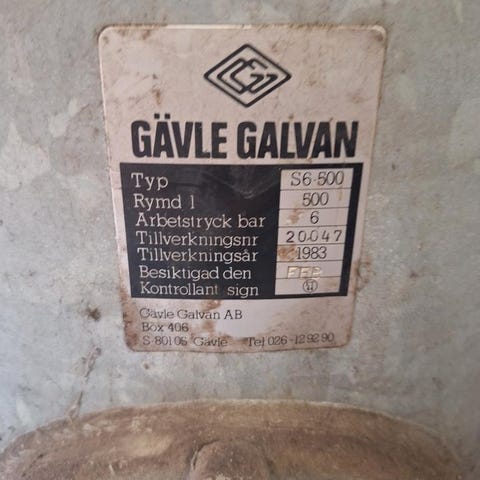 GÄVLE GALVAN
Typ S6-500
Rymd l 500
Arbetstryck bar 6
Tillverkningsnr 20047
Tillverkningsår 1983
Besiktigad den FEB
Kontrollant sign
Gävle Galvan AB
Box 406
S 801 05 Gävle Tel 026-12 92 90